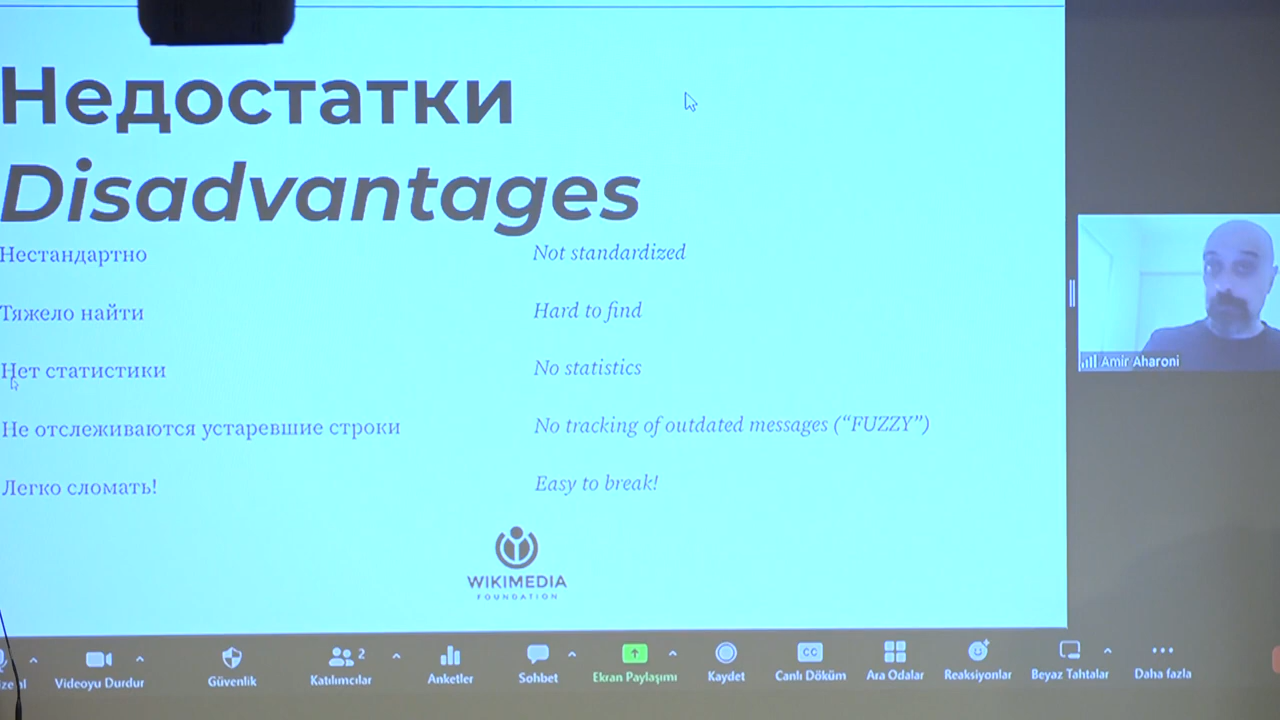 Недостатки
Disadvantages
Нестандартно
Not standardized
Тяжело найти
Hard to find
Нет статистики
No statistics
Не отслеживаются устаревшие строки
No tracking of outdated messages (“FUZZY”)
Легко сломать!
Easy to break!
WIKIMEDIA
FOUNDATION
Amir Aharoni
Videoyu Durdur
Güvenlik
2
Katılımcılar
Anketler
Sohbet
Ekran Paylaşımı
Kaydet
CC
Canlı Döküm
Ara Odalar
Reaksiyonlar
Beyaz Tahtalar
Daha fazla